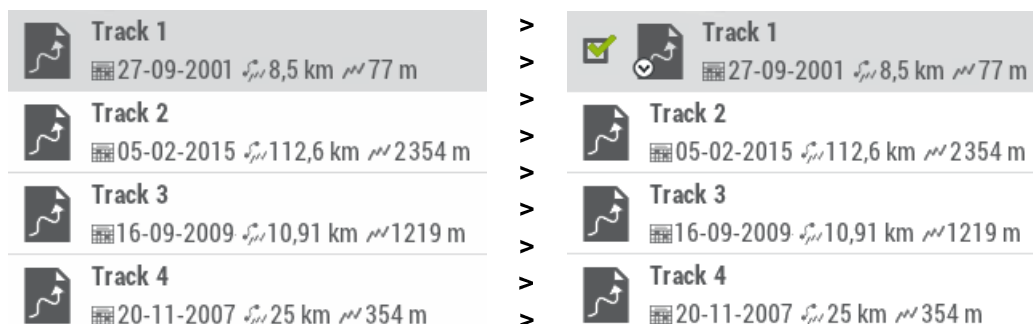 Track 1
27-09-2001 8,5 km 77 m
Track 2
05-02-2015 112,6 km 2354 m
Track 3
16-09-2009 10,91 km 1219 m
Track 4
20-11-2007 25 km 354 m
>
>
>
>
>
>
>
>
>
Track 1
27-09-2001 8,5 km 77 m
Track 2
05-02-2015 112,6 km 2354 m
Track 3
16-09-2009 10,91 km 1219 m
Track 4
20-11-2007 25 km 354 m